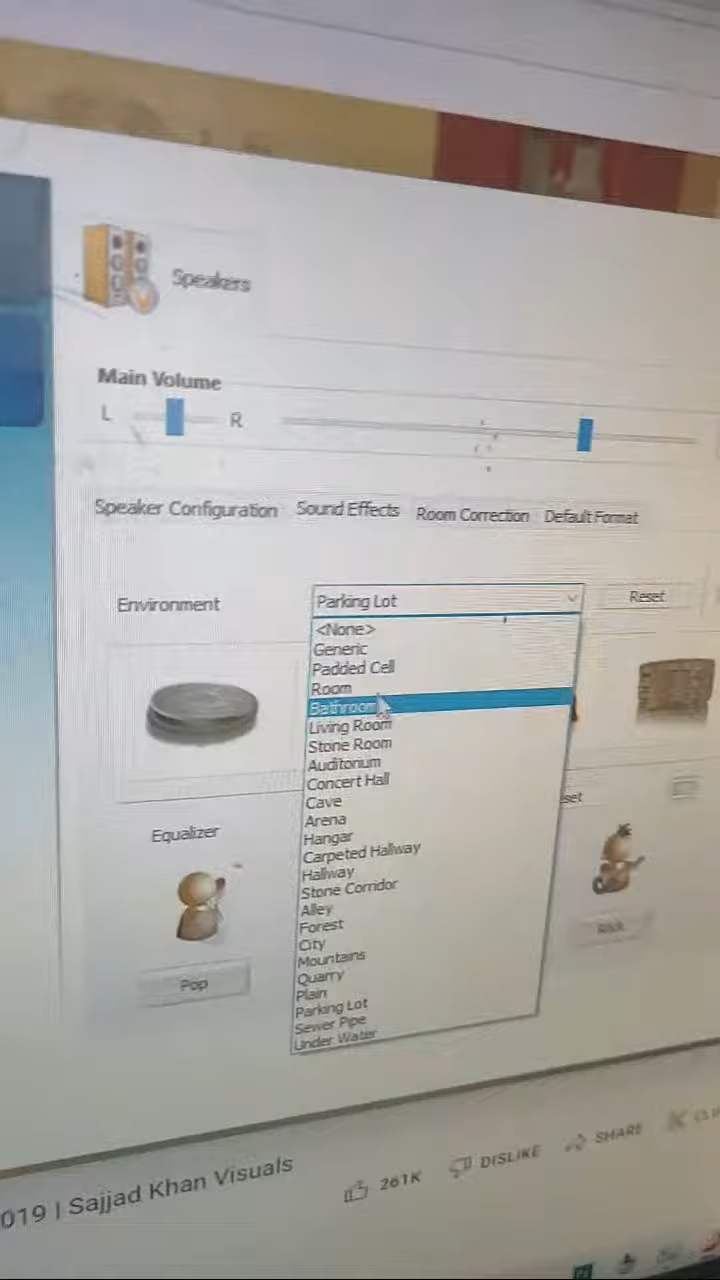 Speakers
Main Volume
L R
Speaker Configuration Sound Effects Room Correction Default Format
Environment Parking Lot Reset
<None>
Generic
Padded Cell
Room
Bathroom
Living Room
Stone Room
Auditorium
Concert Hall
Cave
Arena
Hangar
Carpeted Hallway
Hallway
Stone Corridor
Alley
Forest
City
Mountains
Quarry
Plain
Parking Lot
Sewer Pipe
Under Water
Equalizer
Pop
Rock
019 | Sajjad Khan Visuals
261K DISLIKE SHARE